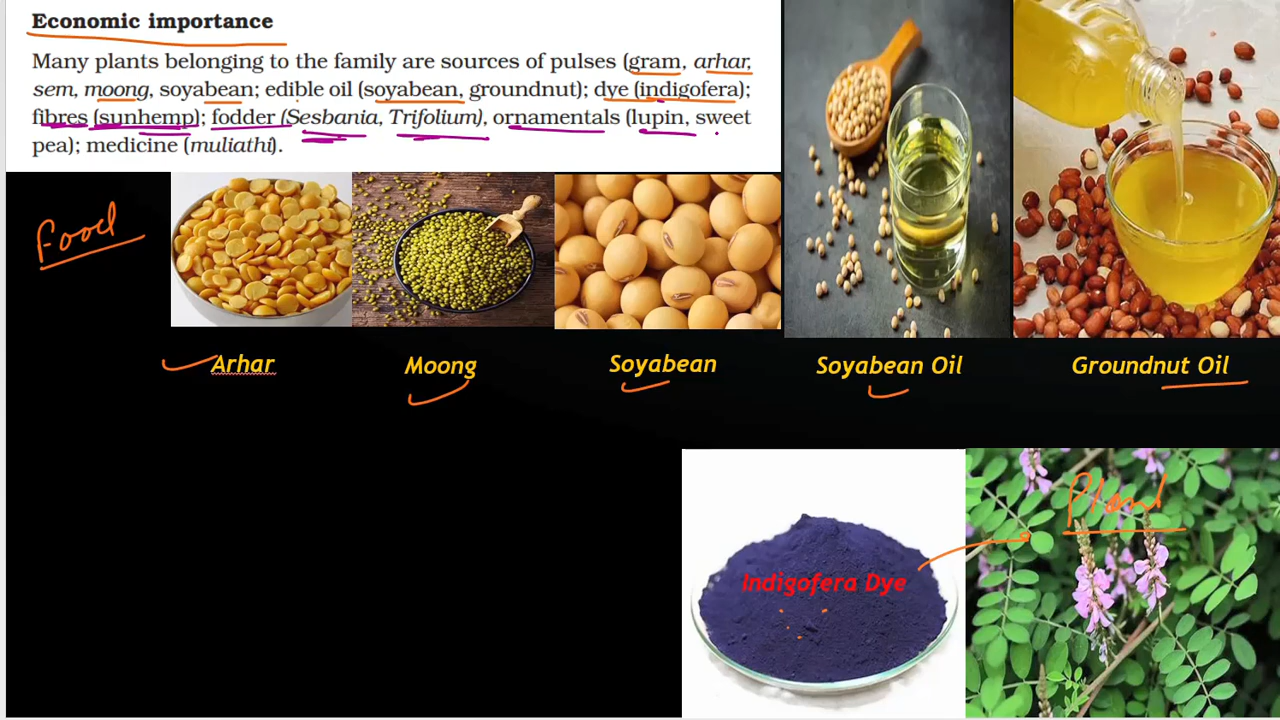 Economic importance
Many plants belonging to the family are sources of pulses (gram, arhar,
sem, moong, soyabean; edible oil (soyabean, groundnut); dye (indigofera);
fibres (sunhemp); fodder (Sesbania, Trifolium), ornamentals (lupin, sweet
pea); medicine (muliathi).
Food
Arhar
Moong
Soyabean
Soyabean Oil
Groundnut Oil
Plant
Indigofera Dye